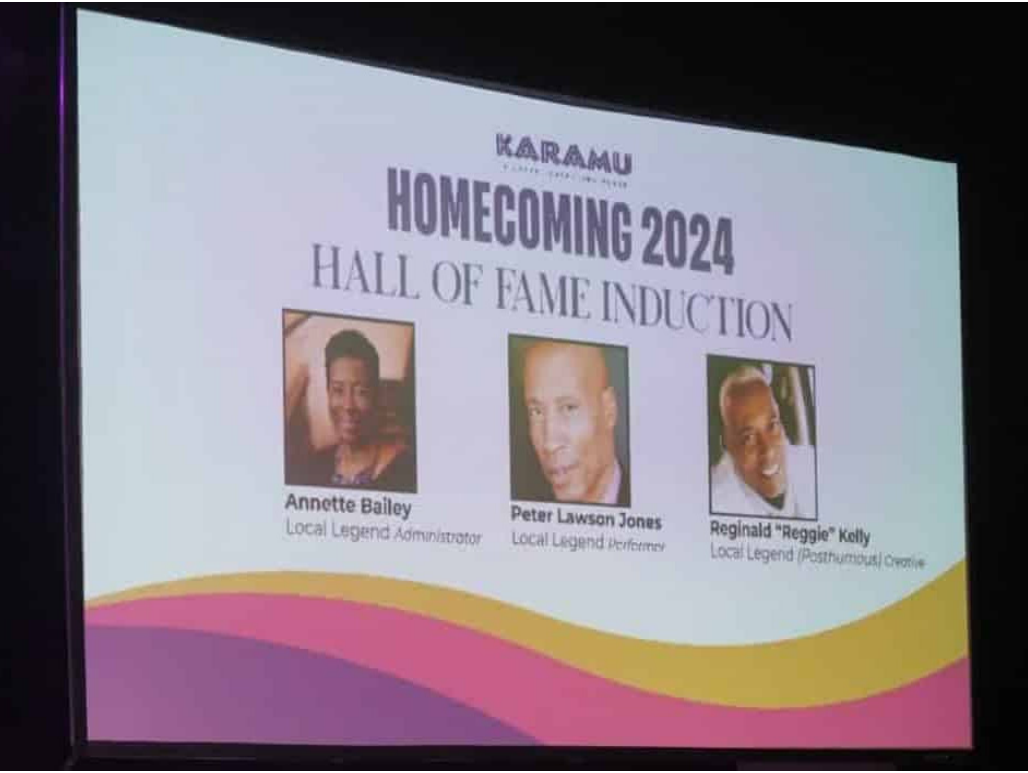 KARAMU
HOMECOMING 2024
HALL OF FAME INDUCTION
Annette Bailey
Local Legend Administrator
Peter Lawson Jones
Local Legend Performer
Reginald "Reggie" Kelly
Local Legend (Posthumous) Creative